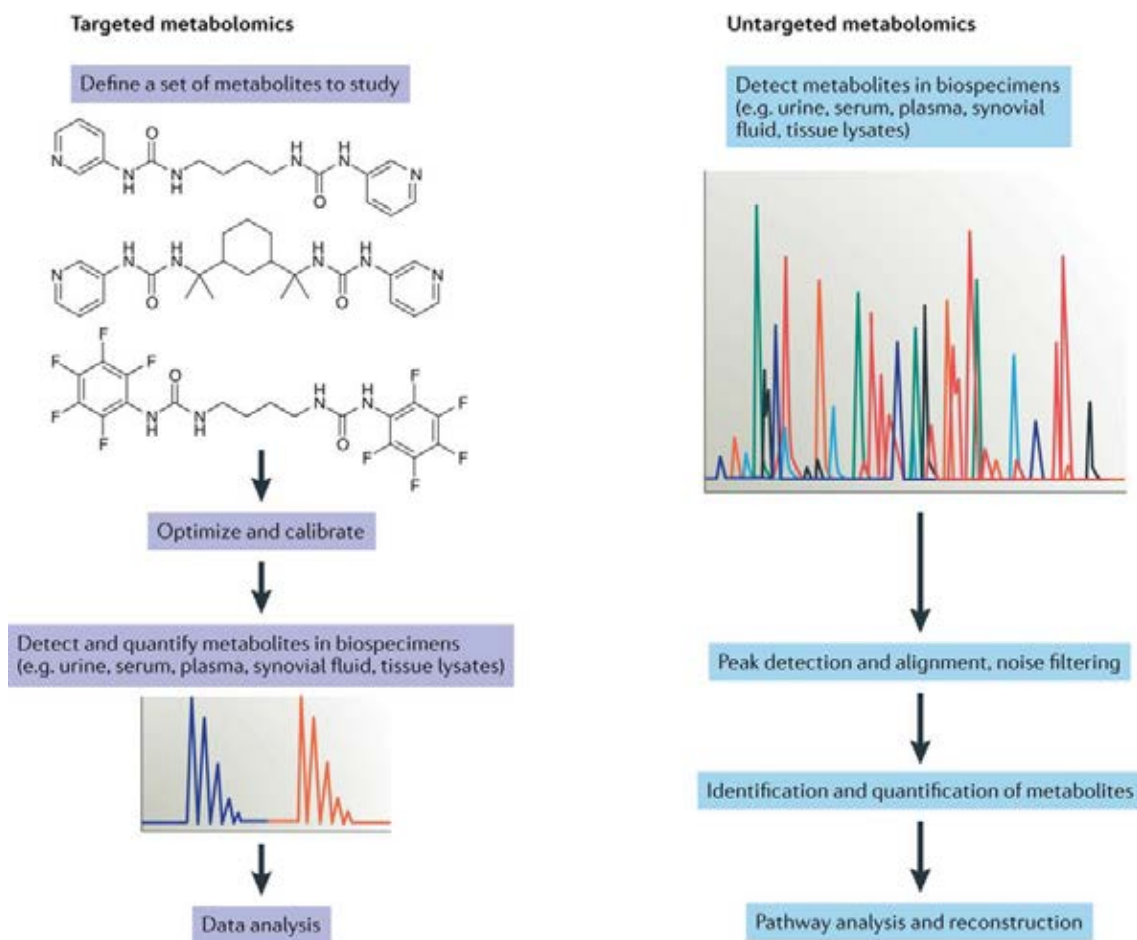 Targeted metabolomics
Define a set of metabolites to study
N
O
N
H
N
H
H
N
O
H
N
N
N
H
N
O
H
N
H
N
O
H
N
N
F
F
F
F
F
N
H
O
N
H
H
N
O
H
N
F
F
F
F
F
Optimize and calibrate
Detect and quantify metabolites in biospecimens
(e.g. urine, serum, plasma, synovial fluid, tissue lysates)
Data analysis
Untargeted metabolomics
Detect metabolites in biospecimens
(e.g. urine, serum, plasma, synovial
fluid, tissue lysates)
Peak detection and alignment, noise filtering
Identification and quantification of metabolites
Pathway analysis and reconstruction